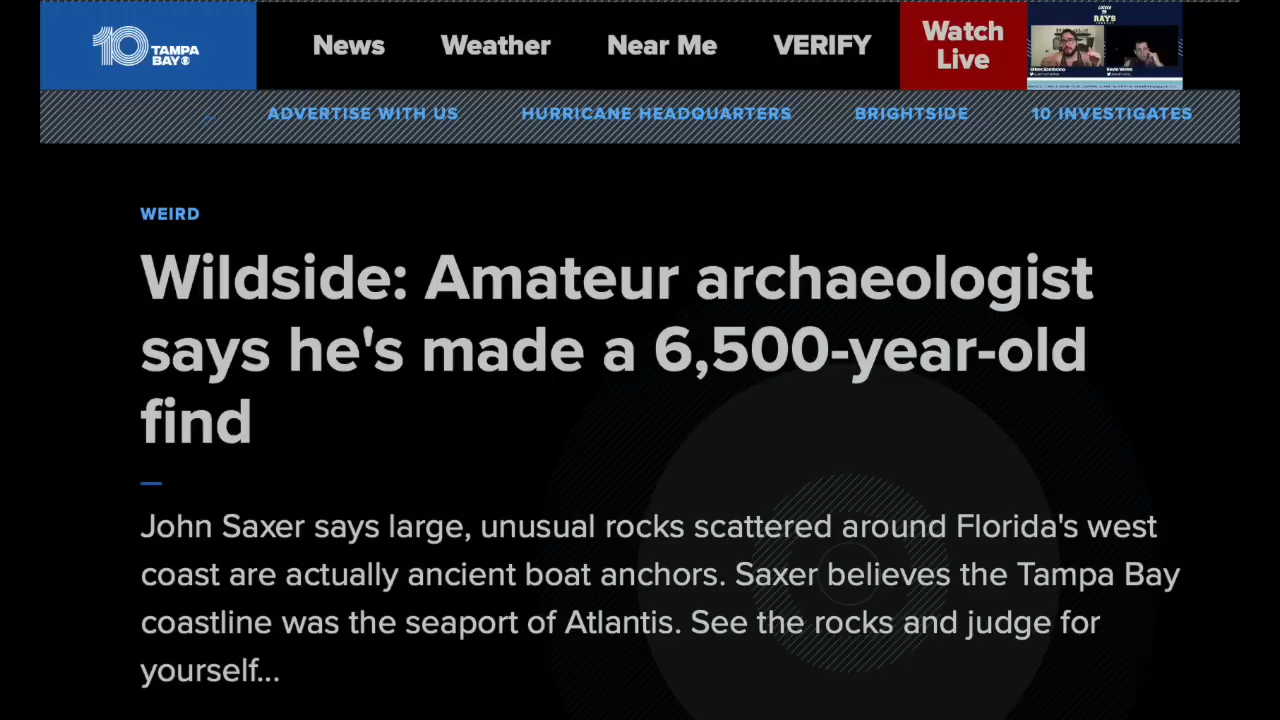 10 TAMPA BAY
News
Weather
Near Me
VERIFY
Watch Live
RAYS
ADVERTISE WITH US
HURRICANE HEADQUARTERS
BRIGHTSIDE
10 INVESTIGATES
WEIRD
Wildside: Amateur archaeologist
says he's made a 6,500-year-old
find
John Saxer says large, unusual rocks scattered around Florida's west
coast are actually ancient boat anchors. Saxer believes the Tampa Bay
coastline was the seaport of Atlantis. See the rocks and judge for
yourself...